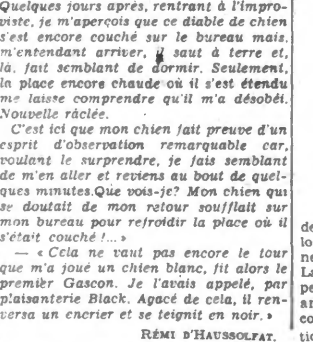 Quelques jours après, rentrant à l'impro-
viste, je m'aperçois que ce diable de chien
s'est encore couché sur le bureau mais,
m'entendant arriver, il saut à terre et,
là, fait semblant de dormir. Seulement,
la place encore chaude où il s'est étendu
me laisse comprendre qu'il m'a désobéi.
Nouvelle râclée.
C'est ici que mon chien fait preuve d'un
esprit d'observation remarquable car,
voulant le surprendre, je fais semblant
de m'en aller et reviens au bout de quel-
ques minutes.Que vois-je? Mon chien qui
se doutait de mon retour soufflait sur
mon bureau pour refroidir la place où il
s'était couché !... »
— « Cela ne vaut pas encore le tour
que m'a joué un chien blanc, fit alors le
premier Gascon. Je l'avais appelé, par
plaisanterie Black. Agacé de cela, il ren-
versa un encrier et se teignit en noir. »
RÉMI D'HAUSSOLFAT.
de
lo
ne
La
pe
ar
co
tio